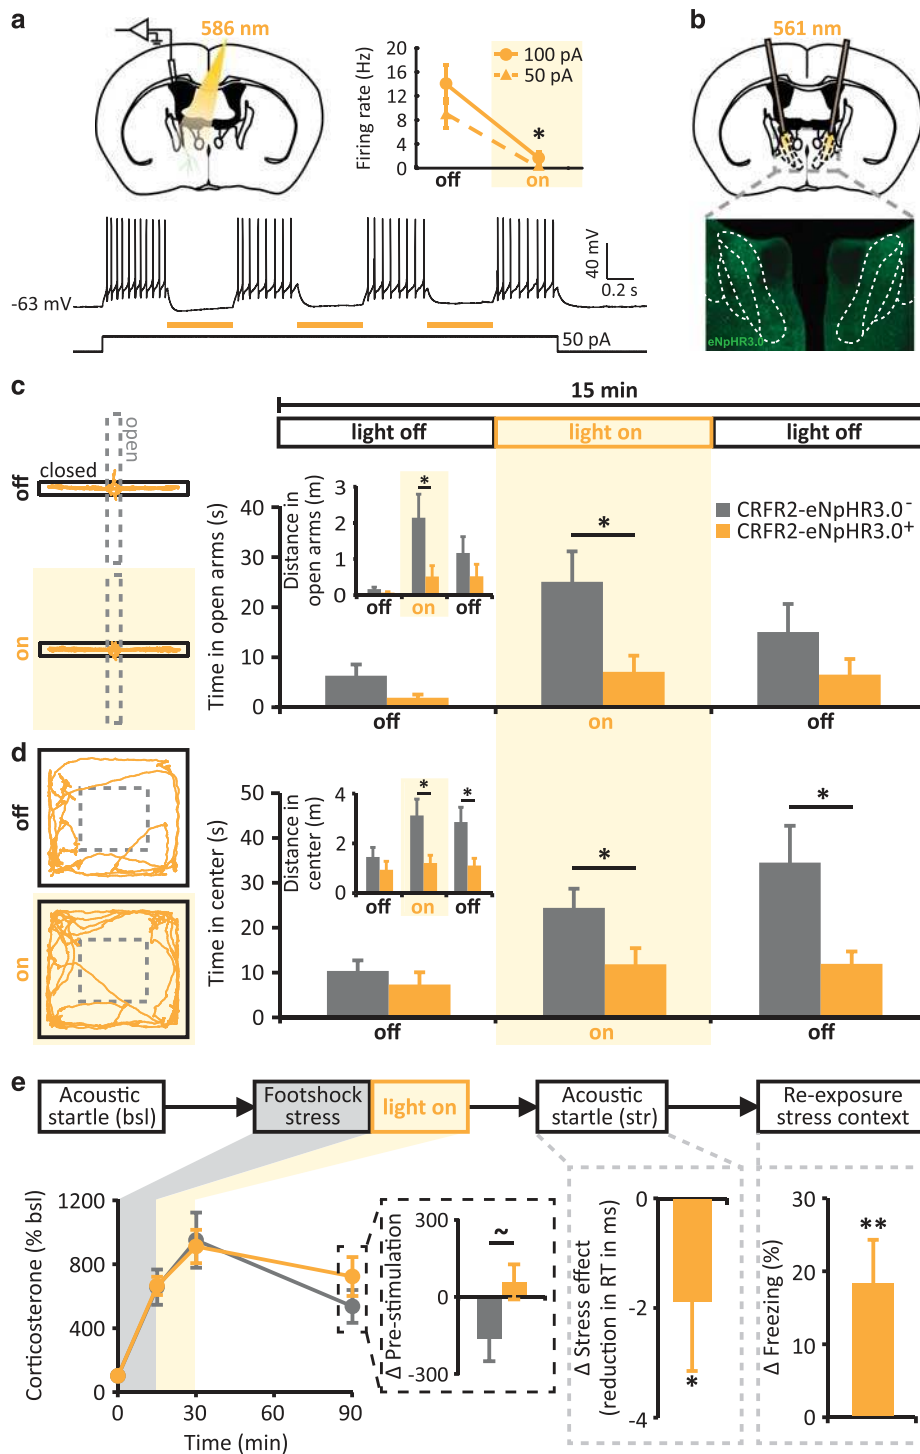 a
586 nm
Firing rate (Hz)
20
16
12
8
4
0
100 pA
50 pA
*
off
on
-63 mV
40 mV
0.2 s
50 pA
b
561 nm
eNpHR3.0
c
15 min
light off
light on
light off
off
closed
open
on
Time in open arms (s)
40
30
20
10
0
Distance in
open arms (m)
3
2
1
0
*
off
on
off
*
CRFR2-eNpHR3.0⁻
CRFR2-eNpHR3.0⁺
off
on
off
d
off
on
Time in center (s)
50
40
30
20
10
0
Distance in
center (m)
4
2
0
*
*
off
on
off
*
*
off
on
off
e
Acoustic
startle (bsl)
Footshock
stress
light on
Acoustic
startle (str)
Re-exposure
stress context
Corticosterone (% bsl)
1200
800
400
0
0
30
60
90
Time (min)
Δ Pre-stimulation
300
0
-300
~
Δ Stress effect
(reduction in RT in ms)
0
-2
-4
*
Δ Freezing (%)
30
20
10
0
**